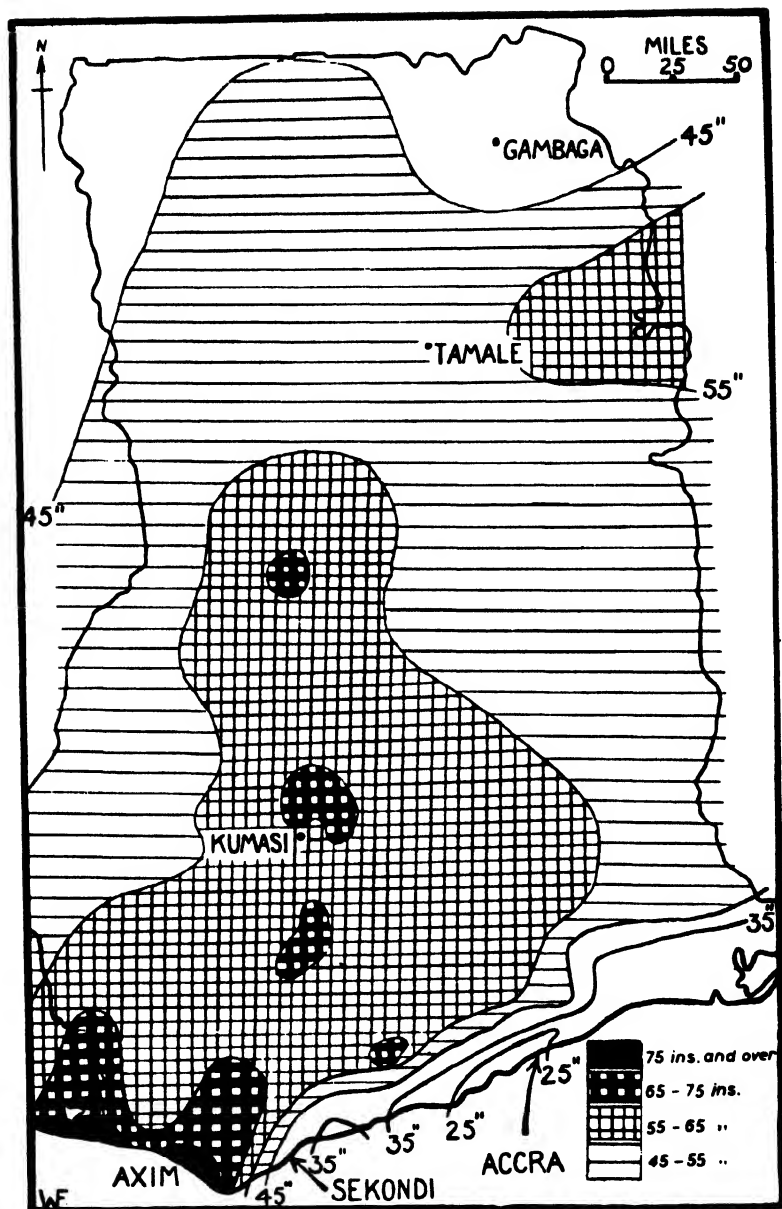 N
MILES
0 25 50
GAMBAGA
45"
TAMALE
55"
45"
KUMASI
35"
75 ins. and over
65 - 75 ins.
55 - 65 "
45 - 55 "
25"
25"
35"
35"
45"
AXIM
SEKONDI
ACCRA
WF